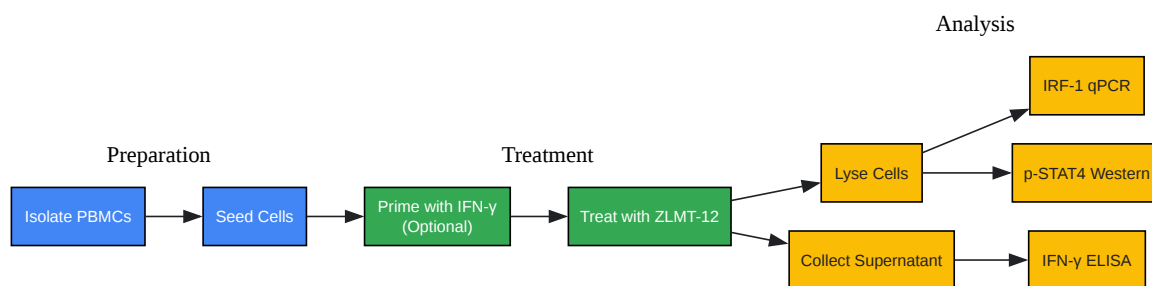 Analysis
IRF-1 qPCR
Preparation
Treatment
Lyse Cells
p-STAT4 Western
Isolate PBMCs
Seed Cells
Prime with IFN-γ
(Optional)
Treat with ZLMT-12
Collect Supernatant
IFN-γ ELISA